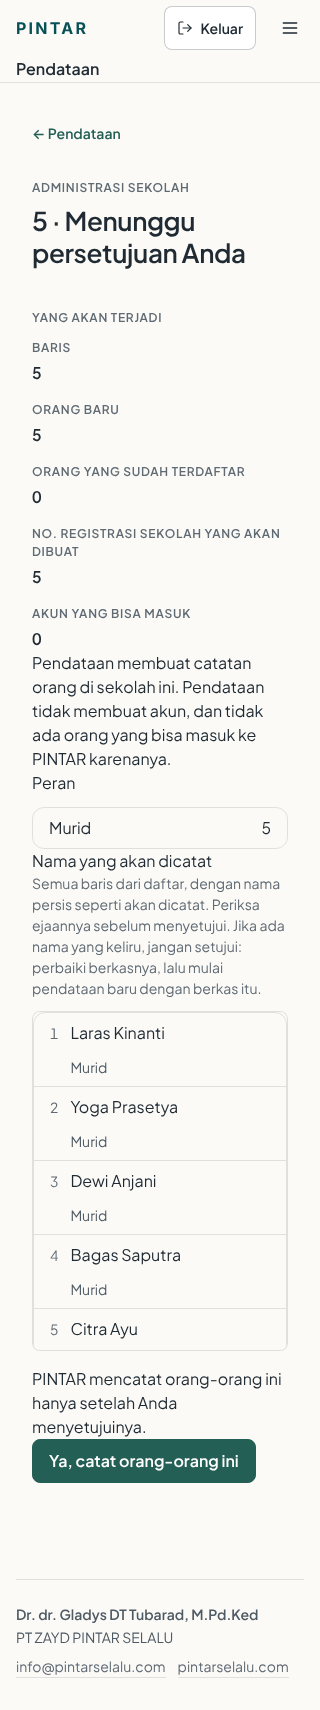 PINTAR
Keluar
Pendataan
← Pendataan
ADMINISTRASI SEKOLAH
5 · Menunggu
persetujuan Anda
YANG AKAN TERJADI
BARIS
5
ORANG BARU
5
ORANG YANG SUDAH TERDAFTAR
0
NO. REGISTRASI SEKOLAH YANG AKAN
DIBUAT
5
AKUN YANG BISA MASUK
0
Pendataan membuat catatan
orang di sekolah ini. Pendataan
tidak membuat akun, dan tidak
ada orang yang bisa masuk ke
PINTAR karenanya.
Peran
Murid 5
Nama yang akan dicatat
Semua baris dari daftar, dengan nama
persis seperti akan dicatat. Periksa
ejaannya sebelum menyetujui. Jika ada
nama yang keliru, jangan setujui:
perbaiki berkasnya, lalu mulai
pendataan baru dengan berkas itu.
1 Laras Kinanti
Murid
2 Yoga Prasetya
Murid
3 Dewi Anjani
Murid
4 Bagas Saputra
Murid
5 Citra Ayu
PINTAR mencatat orang-orang ini
hanya setelah Anda
menyetujuinya.
Ya, catat orang-orang ini
Dr. dr. Gladys DT Tubarad, M.Pd.Ked
PT ZAYD PINTAR SELALU
info@pintarselalu.com pintarselalu.com